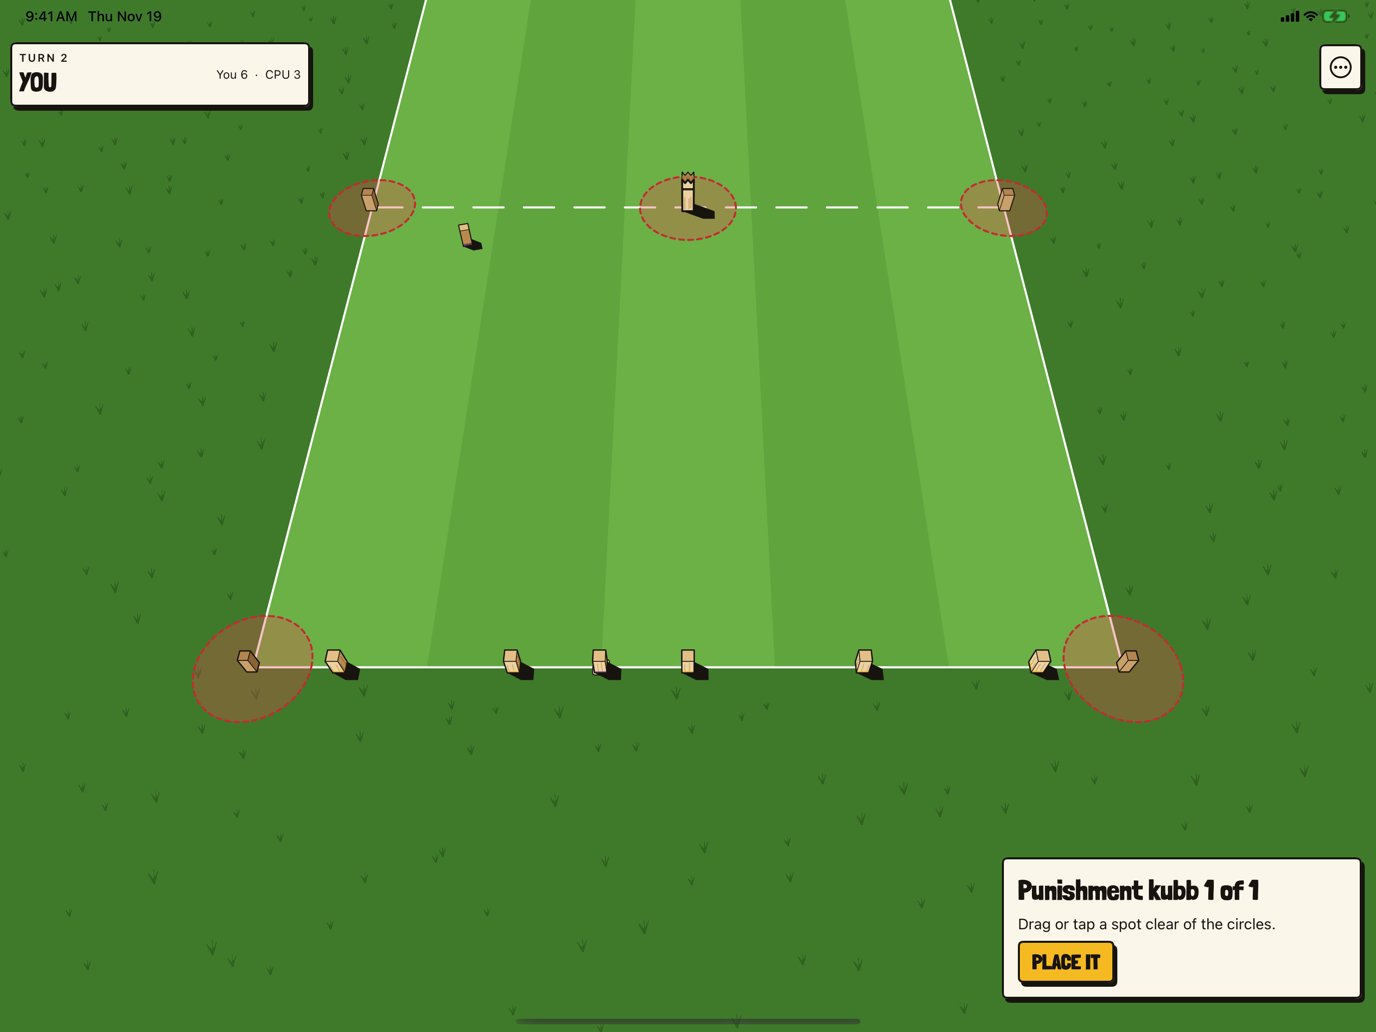 9:41 AM Thu Nov 19
TURN 2
YOU
You 6 · CPU 3
Punishment kubb 1 of 1
Drag or tap a spot clear of the circles.
PLACE IT